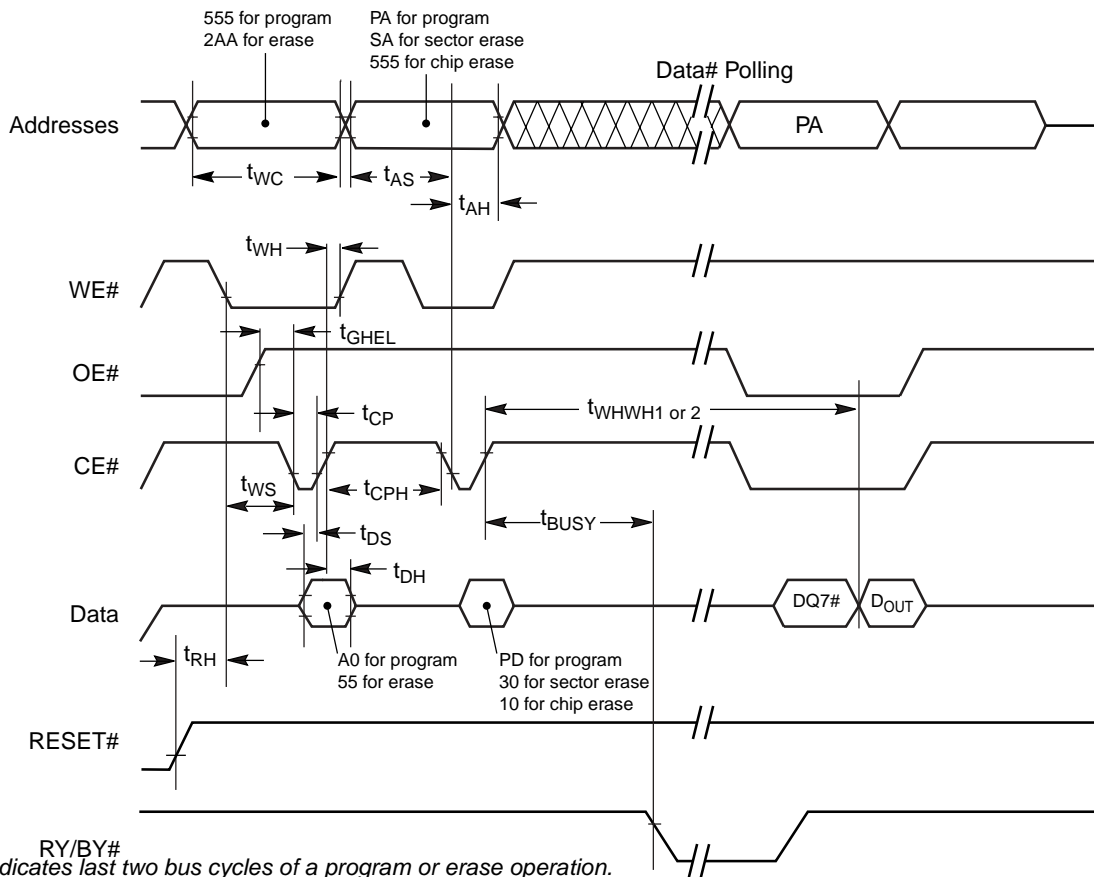 555 for program
2AA for erase
PA for program
SA for sector erase
555 for chip erase
Data# Polling
Addresses
PA
tWC
tAS
tAH
tWH
WE#
tGHEL
OE#
tWHWH1 or 2
tCP
CE#
tWS
tCPH
tBUSY
tDS
tDH
Data
DQ7#
DOUT
tRH
A0 for program
55 for erase
PD for program
30 for sector erase
10 for chip erase
RESET#
RY/BY#
dicates last two bus cycles of a program or erase operation.